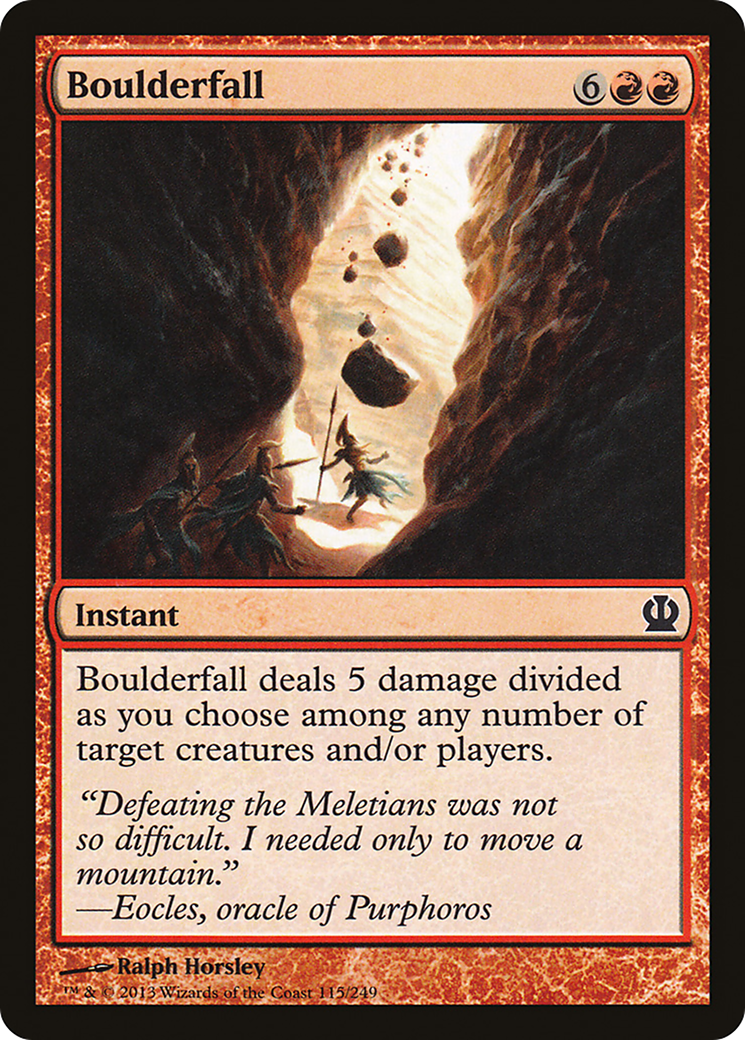 Boulderfall 6
Instant
Boulderfall deals 5 damage divided
as you choose among any number of
target creatures and/or players.
“Defeating the Meletians was not
so difficult. I needed only to move a
mountain.”
—Eocles, oracle of Purphoros
Ralph Horsley
™ & © 2013 Wizards of the Coast 115/249